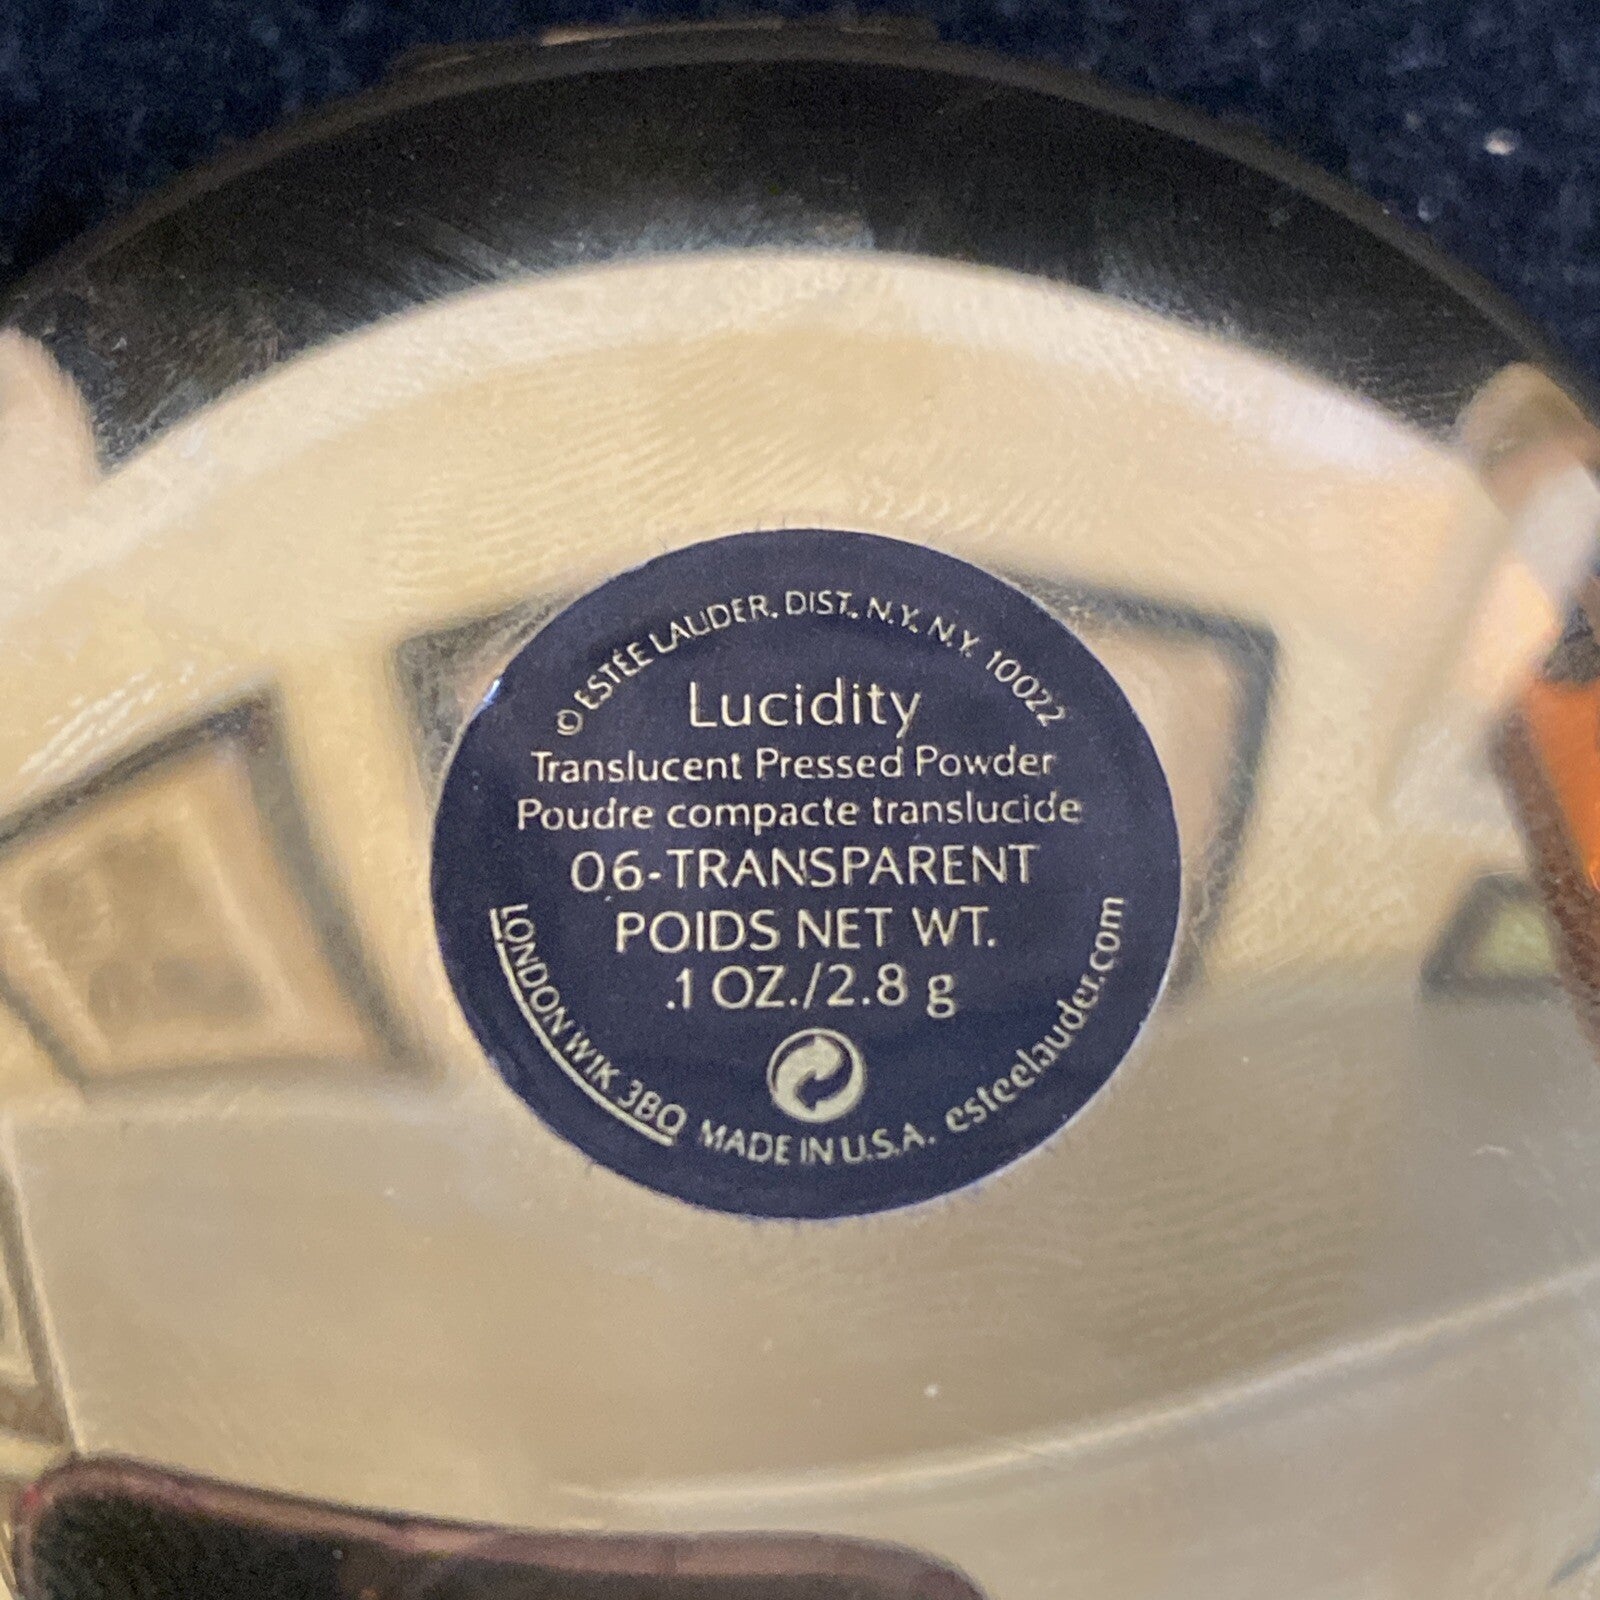 © ESTÉE LAUDER. DIST. N.Y. N.Y. 10022
Lucidity
Translucent Pressed Powder
Poudre compacte translucide
06-TRANSPARENT
POIDS NET WT.
.1 OZ./2.8 g
LONDON W1K 3BQ MADE IN U.S.A. esteelauder.com